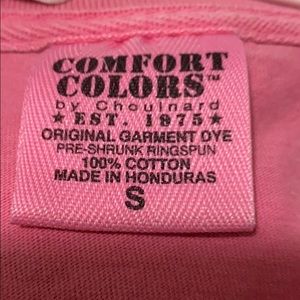 COMFORT
COLORS™
by Chouinard
★ EST. 1975 ★
ORIGINAL GARMENT DYE
PRE-SHRUNK RINGSPUN
100% COTTON
MADE IN HONDURAS
S